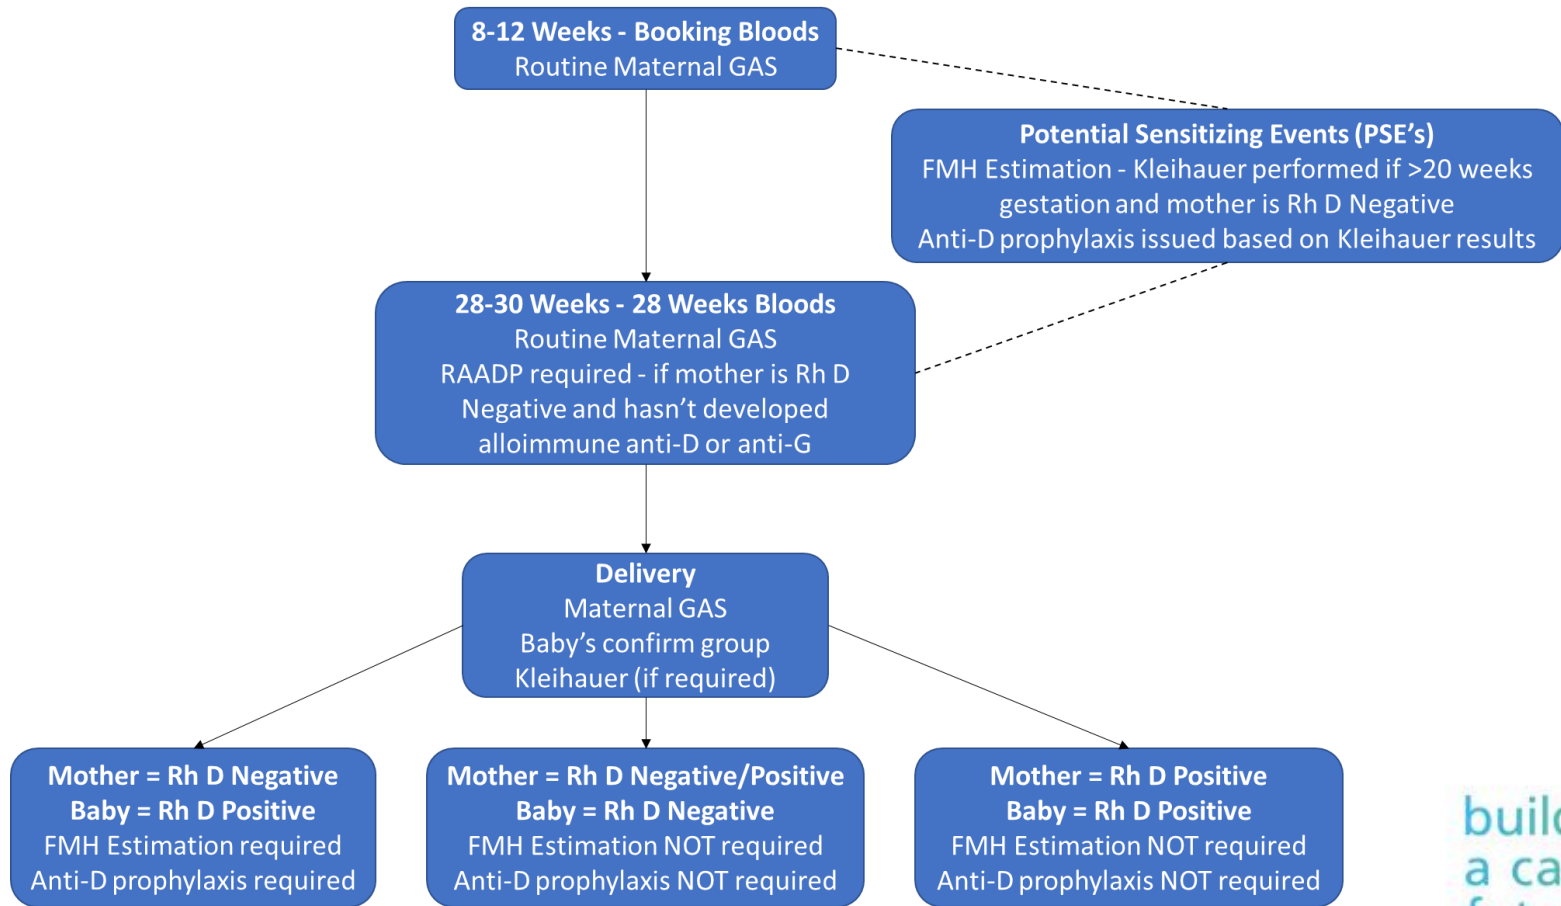 8-12 Weeks - Booking Bloods
Routine Maternal GAS
Potential Sensitizing Events (PSE's)
FMH Estimation - Kleihauer performed if >20 weeks
gestation and mother is Rh D Negative
Anti-D prophylaxis issued based on Kleihauer results
28-30 Weeks - 28 Weeks Bloods
Routine Maternal GAS
RAADP required - if mother is Rh D
Negative and hasn't developed
alloimmune anti-D or anti-G
Delivery
Maternal GAS
Baby's confirm group
Kleihauer (if required)
Mother = Rh D Negative
Baby = Rh D Positive
FMH Estimation required
Anti-D prophylaxis required
Mother = Rh D Negative/Positive
Baby = Rh D Negative
FMH Estimation NOT required
Anti-D prophylaxis NOT required
Mother = Rh D Positive
Baby = Rh D Positive
FMH Estimation NOT required
Anti-D prophylaxis NOT required
build
a ca